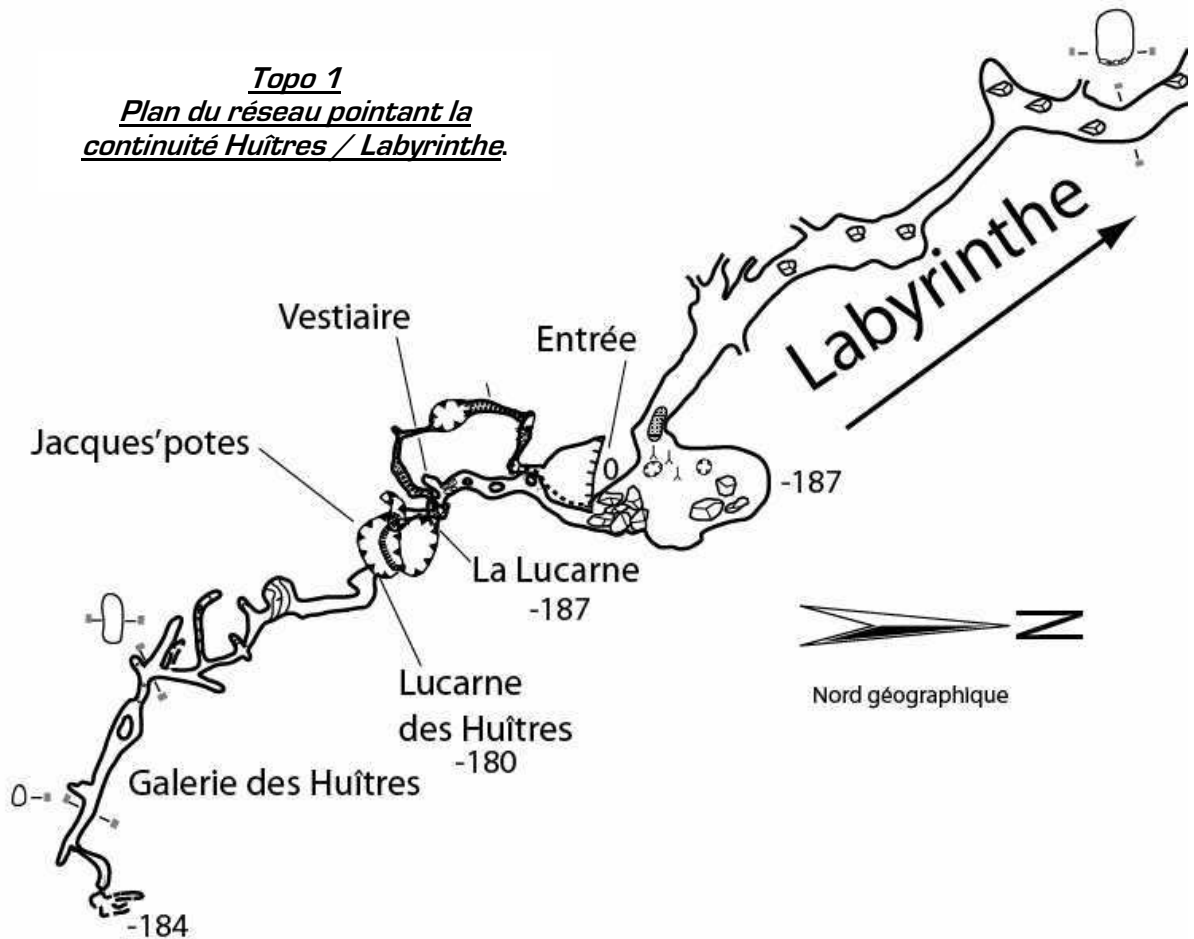 Topo 1
Plan du réseau pointant la
continuité Huîtres / Labyrinthe.
Labyrinthe
Vestiaire
Entrée
0
Jacques'potes
-187
La Lucarne
-187
N
Nord géographique
Lucarne
des Huîtres
-180
Galerie des Huîtres
-184